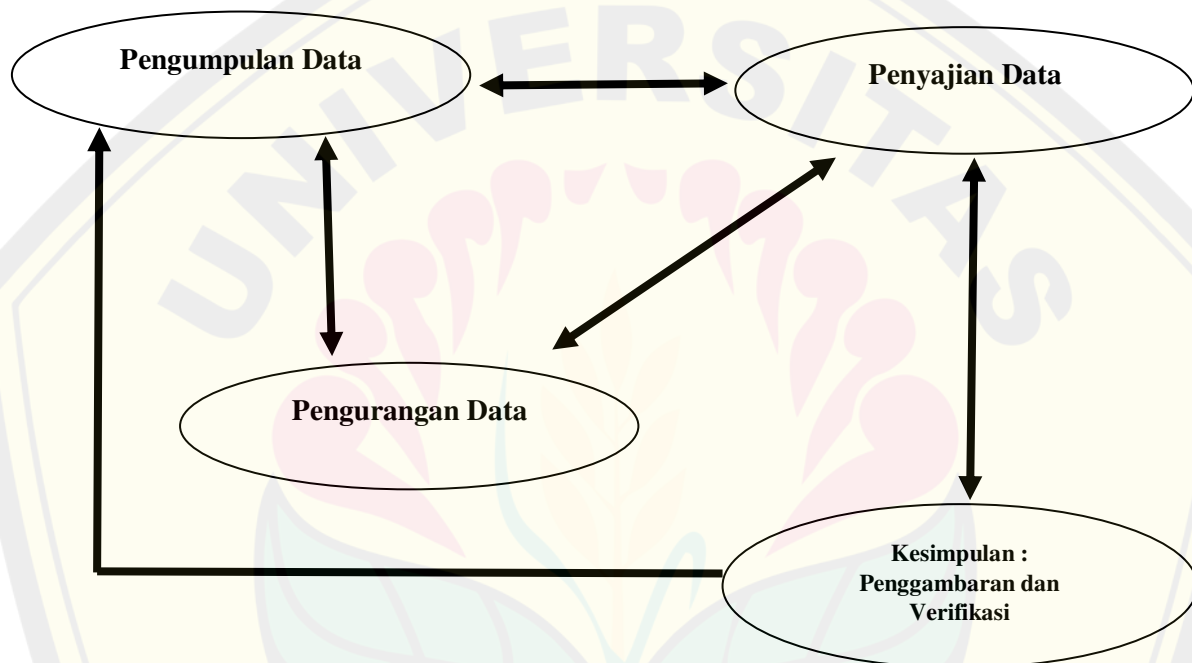 UNIVERSITAS
Pengumpulan Data
Penyajian Data
Pengurangan Data
Kesimpulan :
Penggambaran dan
Verifikasi